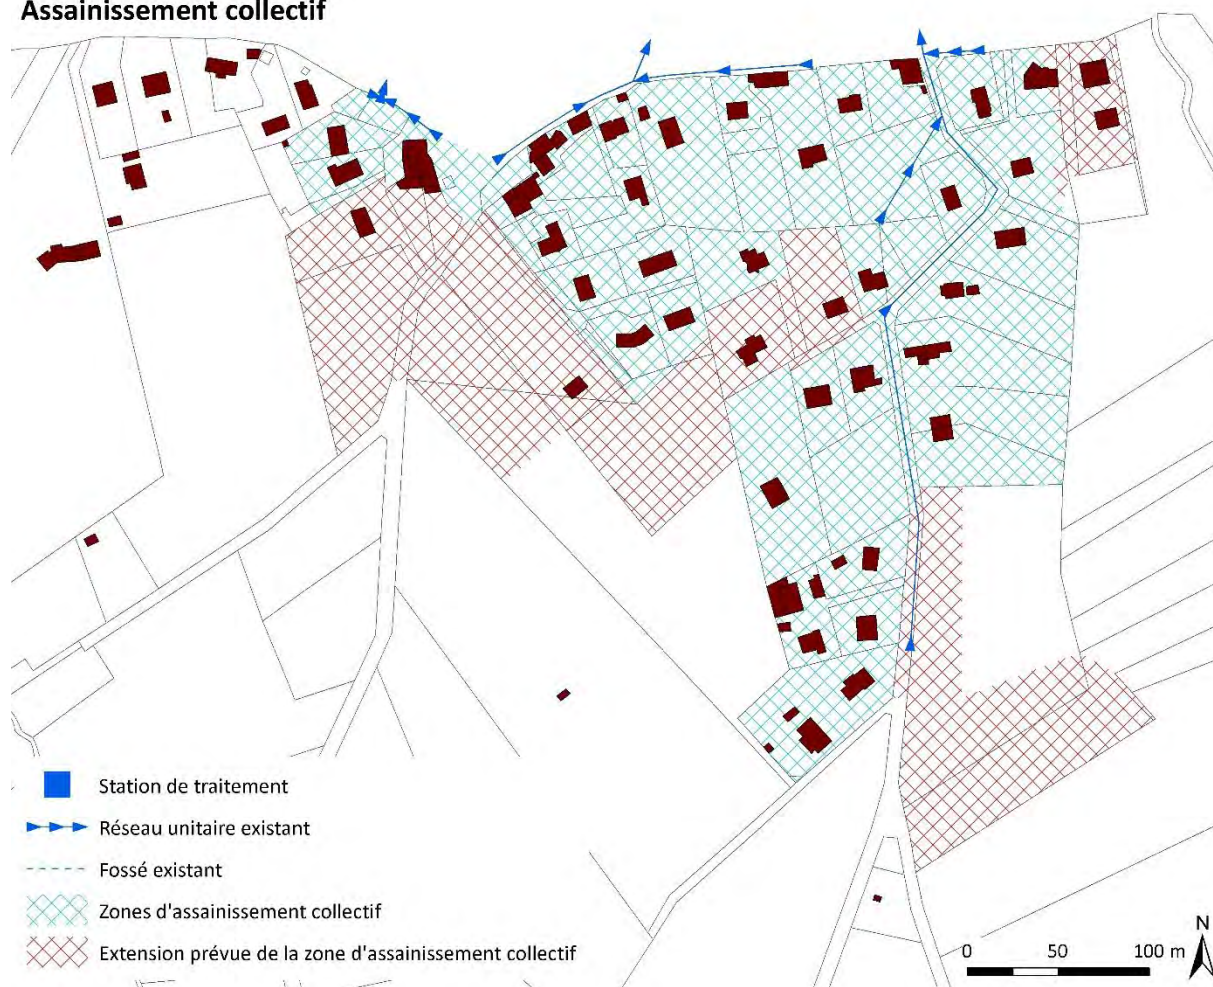 Assainissement collectif
Station de traitement
Réseau unitaire existant
Fossé existant
Zones d'assainissement collectif
Extension prévue de la zone d'assainissement collectif
N
0 50 100 m